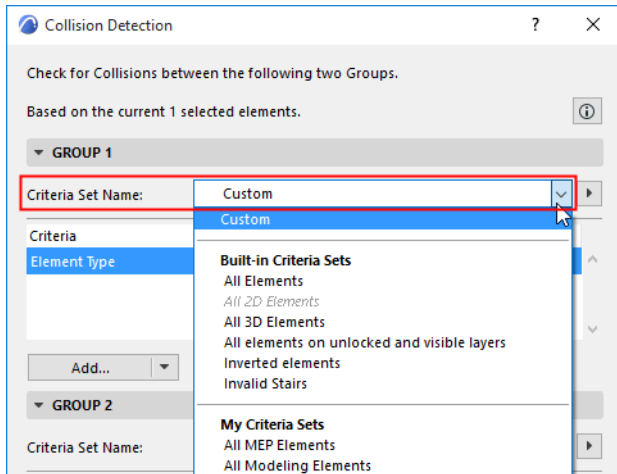 Collision Detection
?
Check for Collisions between the following two Groups.
Based on the current 1 selected elements.
GROUP 1
Criteria Set Name:
Custom
Custom
Criteria
Element Type
Built-in Criteria Sets
All Elements
All 2D Elements
All 3D Elements
All elements on unlocked and visible layers
Inverted elements
Invalid Stairs
Add...
GROUP 2
My Criteria Sets
Criteria Set Name:
All MEP Elements
All Modeling Elements